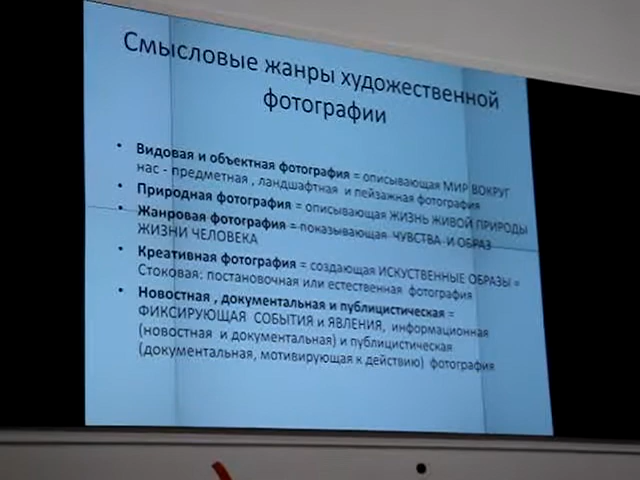 Смысловые жанры художественной
фотографии
• Видовая и объектная фотография = описывающая МИР ВОКРУГ
нас - предметная , ландшафтная и пейзажная фотография
• Природная фотография = описывающая ЖИЗНЬ ЖИВОЙ ПРИРОДЫ
• Жанровая фотография = показывающая ЧУВСТВА И ОБРАЗ
ЖИЗНИ ЧЕЛОВЕКА
• Креативная фотография = создающая ИСКУСТВЕННЫЕ ОБРАЗЫ =
Стоковая: постановочная или естественная фотография
• Новостная , документальная и публицистическая =
ФИКСИРУЮЩАЯ СОБЫТИЯ и ЯВЛЕНИЯ, информационная
(новостная и документальная) и публицистическая
(документальная, мотивирующая к действию) фотография